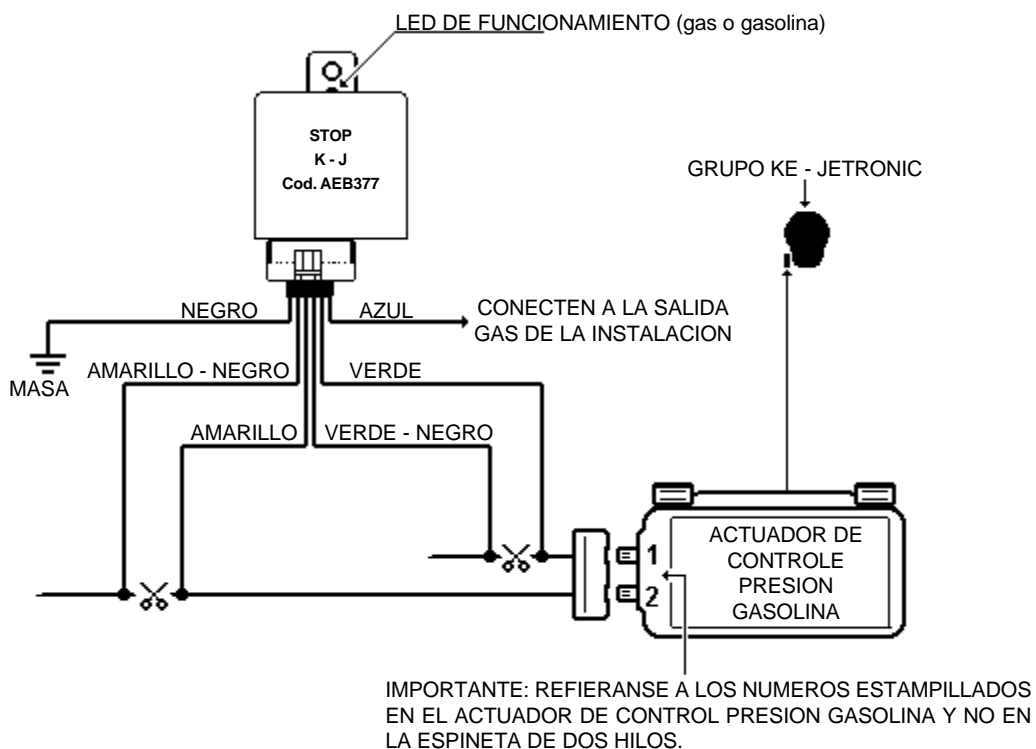 LED DE FUNCIONAMIENTO (gas o gasolina)
STOP
K - J
Cod. AEB377
GRUPO KE - JETRONIC
NEGRO
AZUL
CONECTEN A LA SALIDA
GAS DE LA INSTALACION
MASA
AMARILLO - NEGRO
VERDE
AMARILLO
VERDE - NEGRO
1
2
ACTUADOR DE
CONTROLE
PRESION
GASOLINA
IMPORTANTE: REFIERANSE A LOS NUMEROS ESTAMPILLADOS
EN EL ACTUADOR DE CONTROL PRESION GASOLINA Y NO EN
LA ESPINETA DE DOS HILOS.